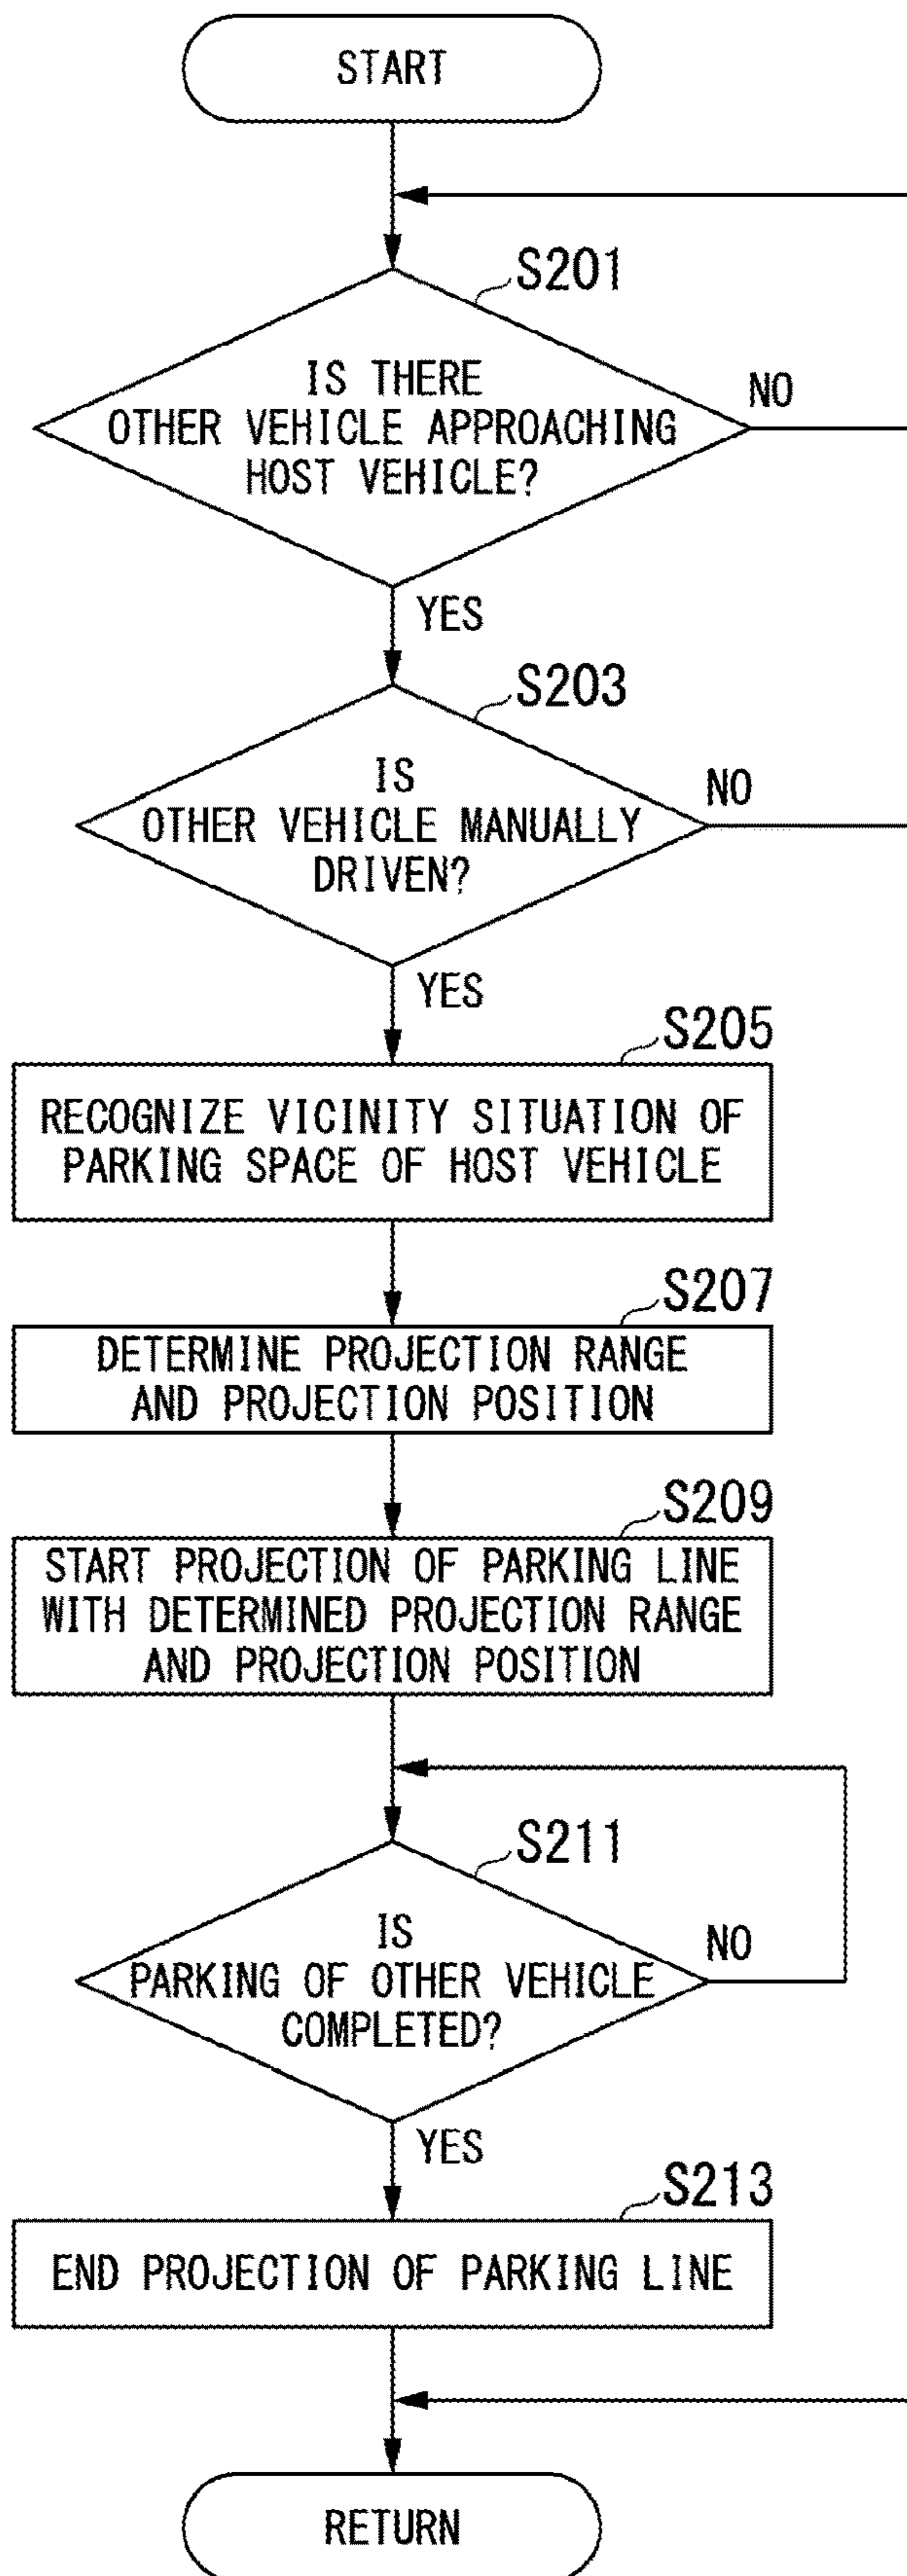 START
S201
IS THERE
OTHER VEHICLE APPROACHING
HOST VEHICLE?
NO
YES
S203
IS
OTHER VEHICLE MANUALLY
DRIVEN?
NO
YES
S205
RECOGNIZE VICINITY SITUATION OF
PARKING SPACE OF HOST VEHICLE
S207
DETERMINE PROJECTION RANGE
AND PROJECTION POSITION
S209
START PROJECTION OF PARKING LINE
WITH DETERMINED PROJECTION RANGE
AND PROJECTION POSITION
S211
IS
PARKING OF OTHER VEHICLE
COMPLETED?
NO
YES
S213
END PROJECTION OF PARKING LINE
RETURN